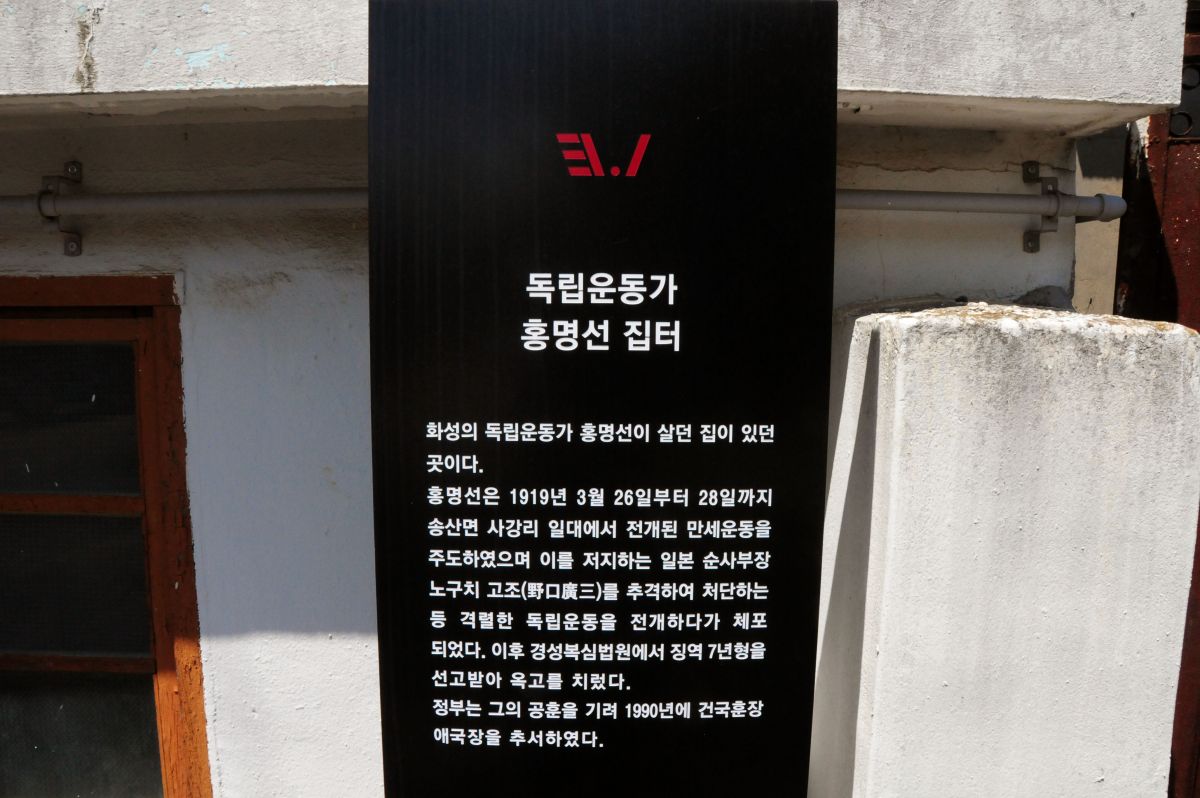 독립운동가
홍명선 집터
화성의 독립운동가 홍명선이 살던 집이 있던
곳이다.
홍명선은 1919년 3월 26일부터 28일까지
송산면 사강리 일대에서 전개된 만세운동을
주도하였으며 이를 저지하는 일본 순사부장
노구치 고조(野口廣三)를 추격하여 처단하는
등 격렬한 독립운동을 전개하다가 체포
되었다. 이후 경성복심법원에서 징역 7년형을
선고받아 옥고를 치렀다.
정부는 그의 공훈을 기려 1990년에 건국훈장
애국장을 추서하였다.